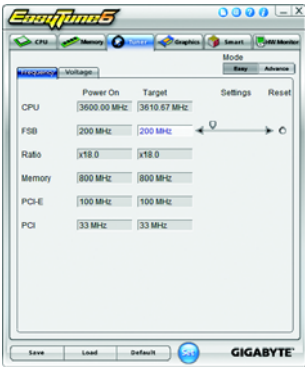 EasyTune6
CPU Memory Tuner Graphics Smart HW Monitor
Mode
Easy Advance
Frequency Voltage
Power On Target Settings Reset
CPU 3600.00 MHz 3610.67 MHz
FSB 200 MHz 200 MHz
Ratio x18.0 x18.0
Memory 800 MHz 800 MHz
PCI-E 100 MHz 100 MHz
PCI 33 MHz 33 MHz
Save Load Default Set GIGABYTE